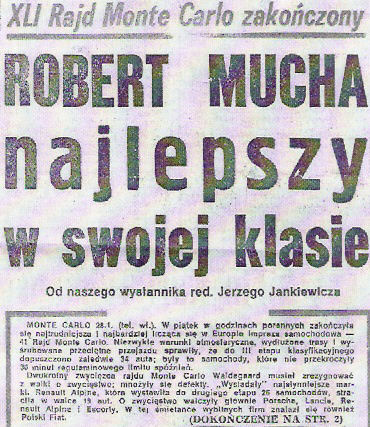 XLI Rajd Monte Carlo zakończony
ROBERT MUCHA
najlepszy
w swojej klasie
Od naszego wysłannika red. Jerzego Jankiewicza
MONTE CARLO 28.1. (tel. wł.). W piątek w godzinach porannych zakończyła
się najtrudniejsza i najbardziej licząca się w Europie impreza samochodowa —
41 Rajd Monte Carlo. Niezwykłe warunki atmosferyczne, wydłużone trasy i wy-
śrubowane przeciętne przejazdu sprawiły, że do III etapu klasyfikacyjnego
dopuszczono zaledwie 34 auta; były to samochody, które nie przekroczyły
30 minut regulaminowego limitu spóźnień.
Dwukrotny zwycięzca rajdu Monte Carlo Waldegaard musiał zrezygnować
z walki o zwycięstwo; mnożyły się defekty. „Wysiadały” najsłynniejsze mar-
ki. Renault Alpine, która wystawiła do drugiego etapu 26 samochodów, stra-
ciła w walce 19 aut. O zwycięstwo walczyły głównie Porsche, Lancia, Re-
nault Alpine i Escorty. W tej śmietance wybitnych firm znalazł się również
Polski Fiat.
(DOKOŃCZENIE NA STR. 2)